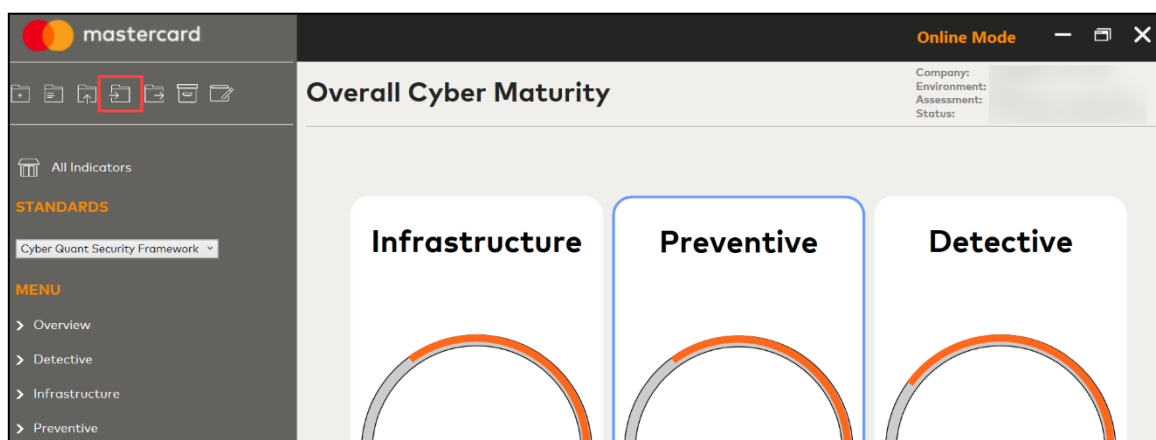 mastercard
Online Mode
Overall Cyber Maturity
Company:
Environment:
Assessment:
Status:
All Indicators
STANDARDS
Cyber Quant Security Framework
MENU
Overview
Detective
Infrastructure
Preventive
Infrastructure
Preventive
Detective